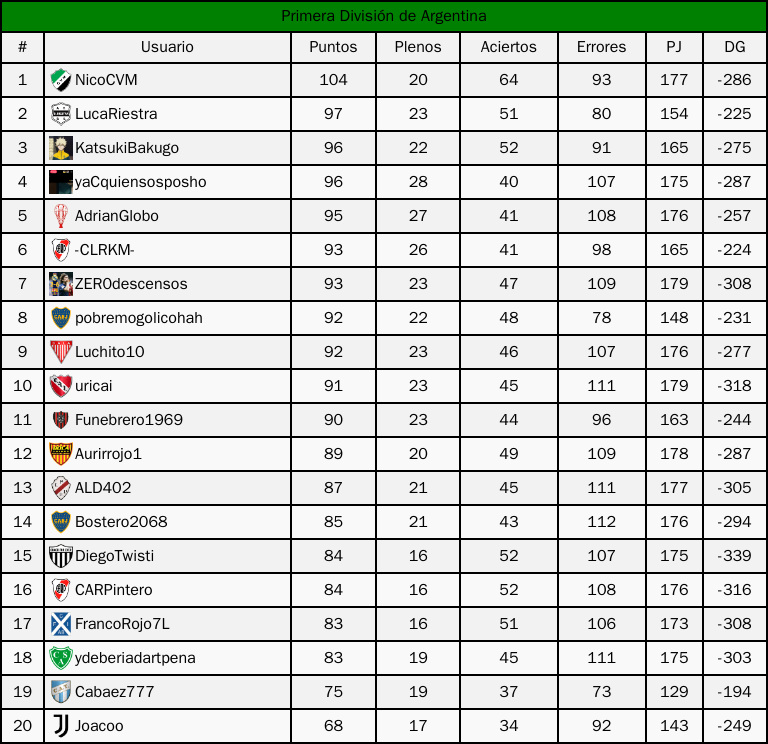 Primera División de Argentina
# Usuario Puntos Plenos Aciertos Errores PJ DG
1 NicoCVM 104 20 64 93 177 -286
2 LucaRiestra 97 23 51 80 154 -225
3 KatsukiBakugo 96 22 52 91 165 -275
4 yaCquiensosposho 96 28 40 107 175 -287
5 AdrianGlobo 95 27 41 108 176 -257
6 -CLRKM- 93 26 41 98 165 -224
7 ZER0descensos 93 23 47 109 179 -308
8 pobremogolicohah 92 22 48 78 148 -231
9 Luchito10 92 23 46 107 176 -277
10 uricai 91 23 45 111 179 -318
11 Funebrero1969 90 23 44 96 163 -244
12 Aurirrojo1 89 20 49 109 178 -287
13 ALD402 87 21 45 111 177 -305
14 Bostero2068 85 21 43 112 176 -294
15 DiegoTwisti 84 16 52 107 175 -339
16 CARPintero 84 16 52 108 176 -316
17 FrancoRojo7L 83 16 51 106 173 -308
18 ydeberiadartpena 83 19 45 111 175 -303
19 Cabaez777 75 19 37 73 129 -194
20 Joacoo 68 17 34 92 143 -249